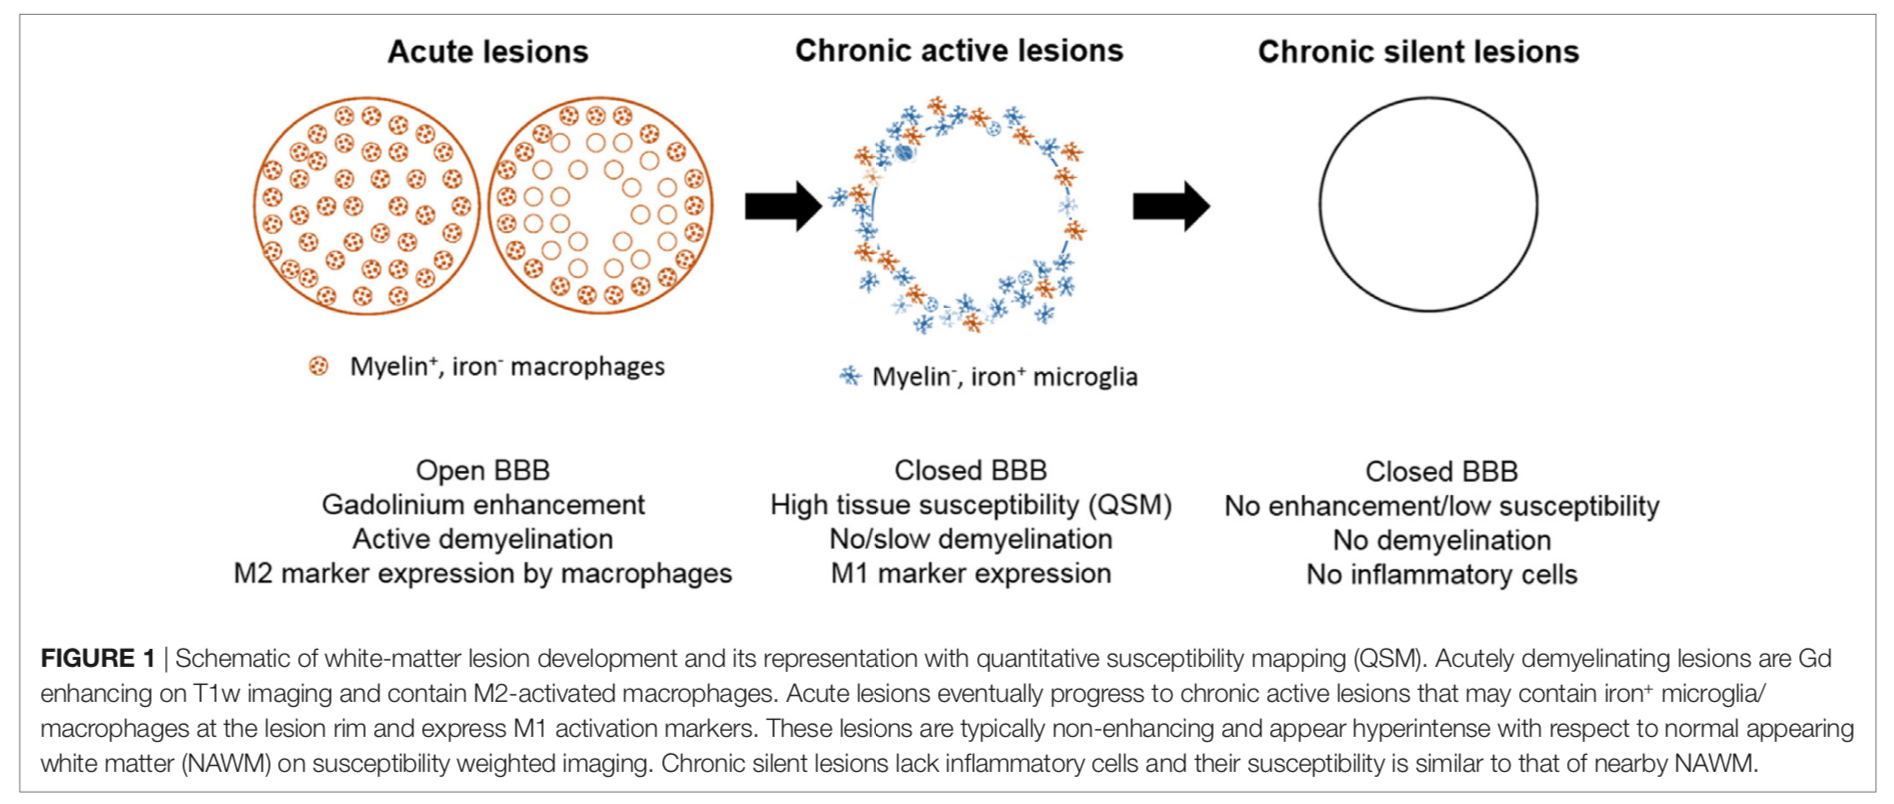 Acute lesions
Chronic active lesions
Chronic silent lesions
Myelin⁺, iron⁻ macrophages
Myelin⁻, iron⁺ microglia
Open BBB
Gadolinium enhancement
Active demyelination
M2 marker expression by macrophages
Closed BBB
High tissue susceptibility (QSM)
No/slow demyelination
M1 marker expression
Closed BBB
No enhancement/low susceptibility
No demyelination
No inflammatory cells
FIGURE 1 | Schematic of white-matter lesion development and its representation with quantitative susceptibility mapping (QSM). Acutely demyelinating lesions are Gd
enhancing on T1w imaging and contain M2-activated macrophages. Acute lesions eventually progress to chronic active lesions that may contain iron⁺ microglia/
macrophages at the lesion rim and express M1 activation markers. These lesions are typically non-enhancing and appear hyperintense with respect to normal appearing
white matter (NAWM) on susceptibility weighted imaging. Chronic silent lesions lack inflammatory cells and their susceptibility is similar to that of nearby NAWM.